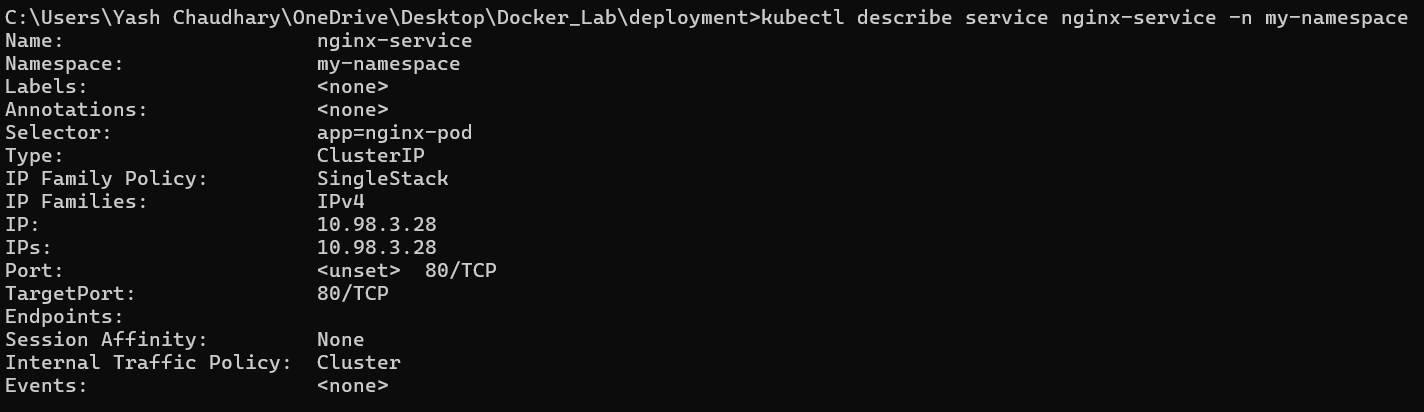 C:\Users\Yash Chaudhary\OneDrive\Desktop\Docker_Lab\deployment>kubectl describe service nginx-service -n my-namespace
Name:                     nginx-service
Namespace:                my-namespace
Labels:                   <none>
Annotations:              <none>
Selector:                 app=nginx-pod
Type:                     ClusterIP
IP Family Policy:         SingleStack
IP Families:              IPv4
IP:                       10.98.3.28
IPs:                      10.98.3.28
Port:                     <unset>  80/TCP
TargetPort:               80/TCP
Endpoints:
Session Affinity:         None
Internal Traffic Policy:  Cluster
Events:                   <none>